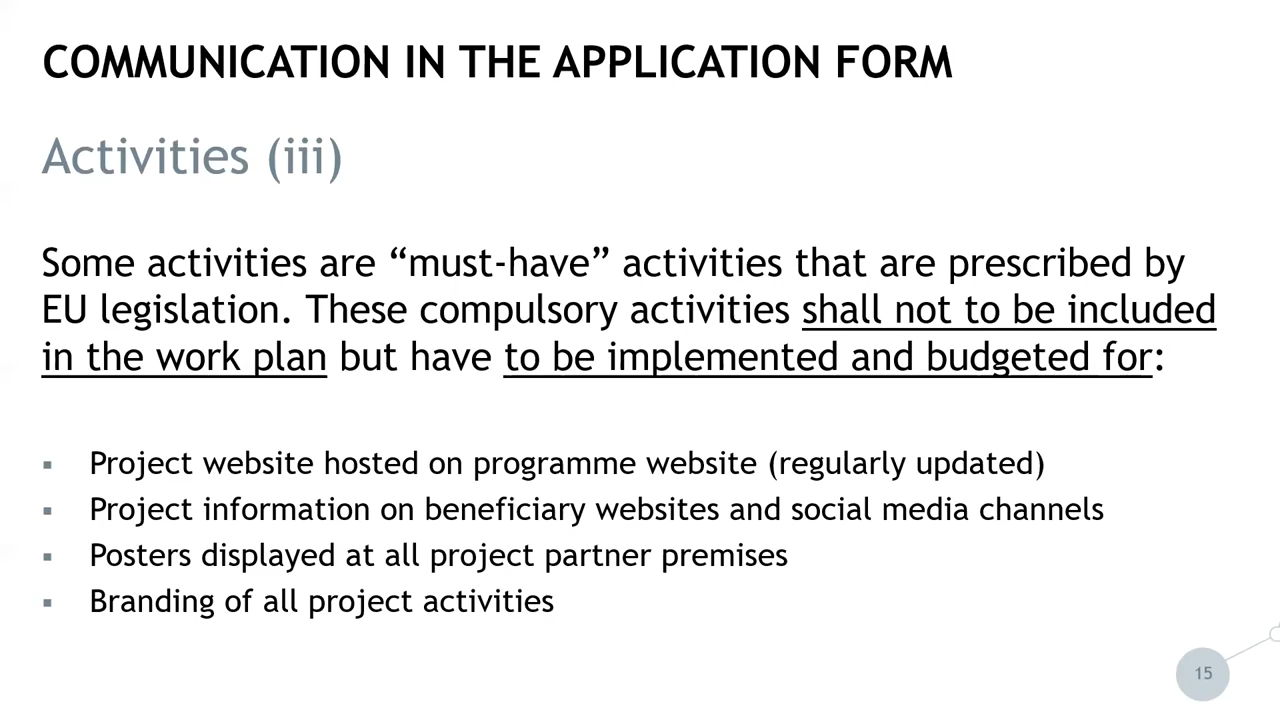 COMMUNICATION IN THE APPLICATION FORM
Activities (iii)
Some activities are “must-have” activities that are prescribed by
EU legislation. These compulsory activities shall not to be included
in the work plan but have to be implemented and budgeted for:
▪ Project website hosted on programme website (regularly updated)
▪ Project information on beneficiary websites and social media channels
▪ Posters displayed at all project partner premises
▪ Branding of all project activities
15